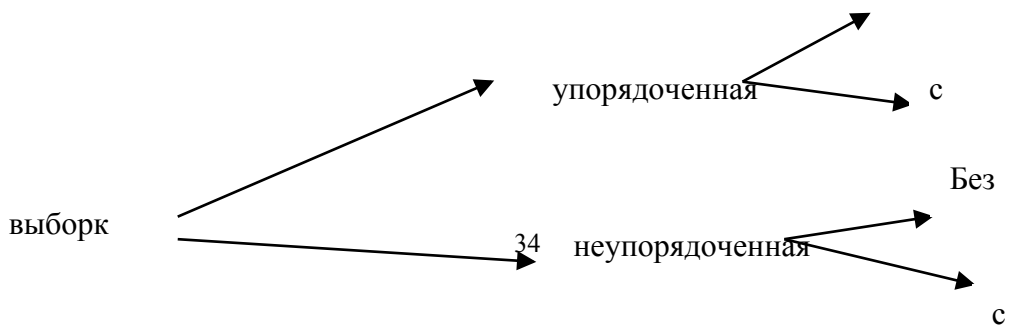 упорядоченная с
Без
выборк
34 неупорядоченная
с